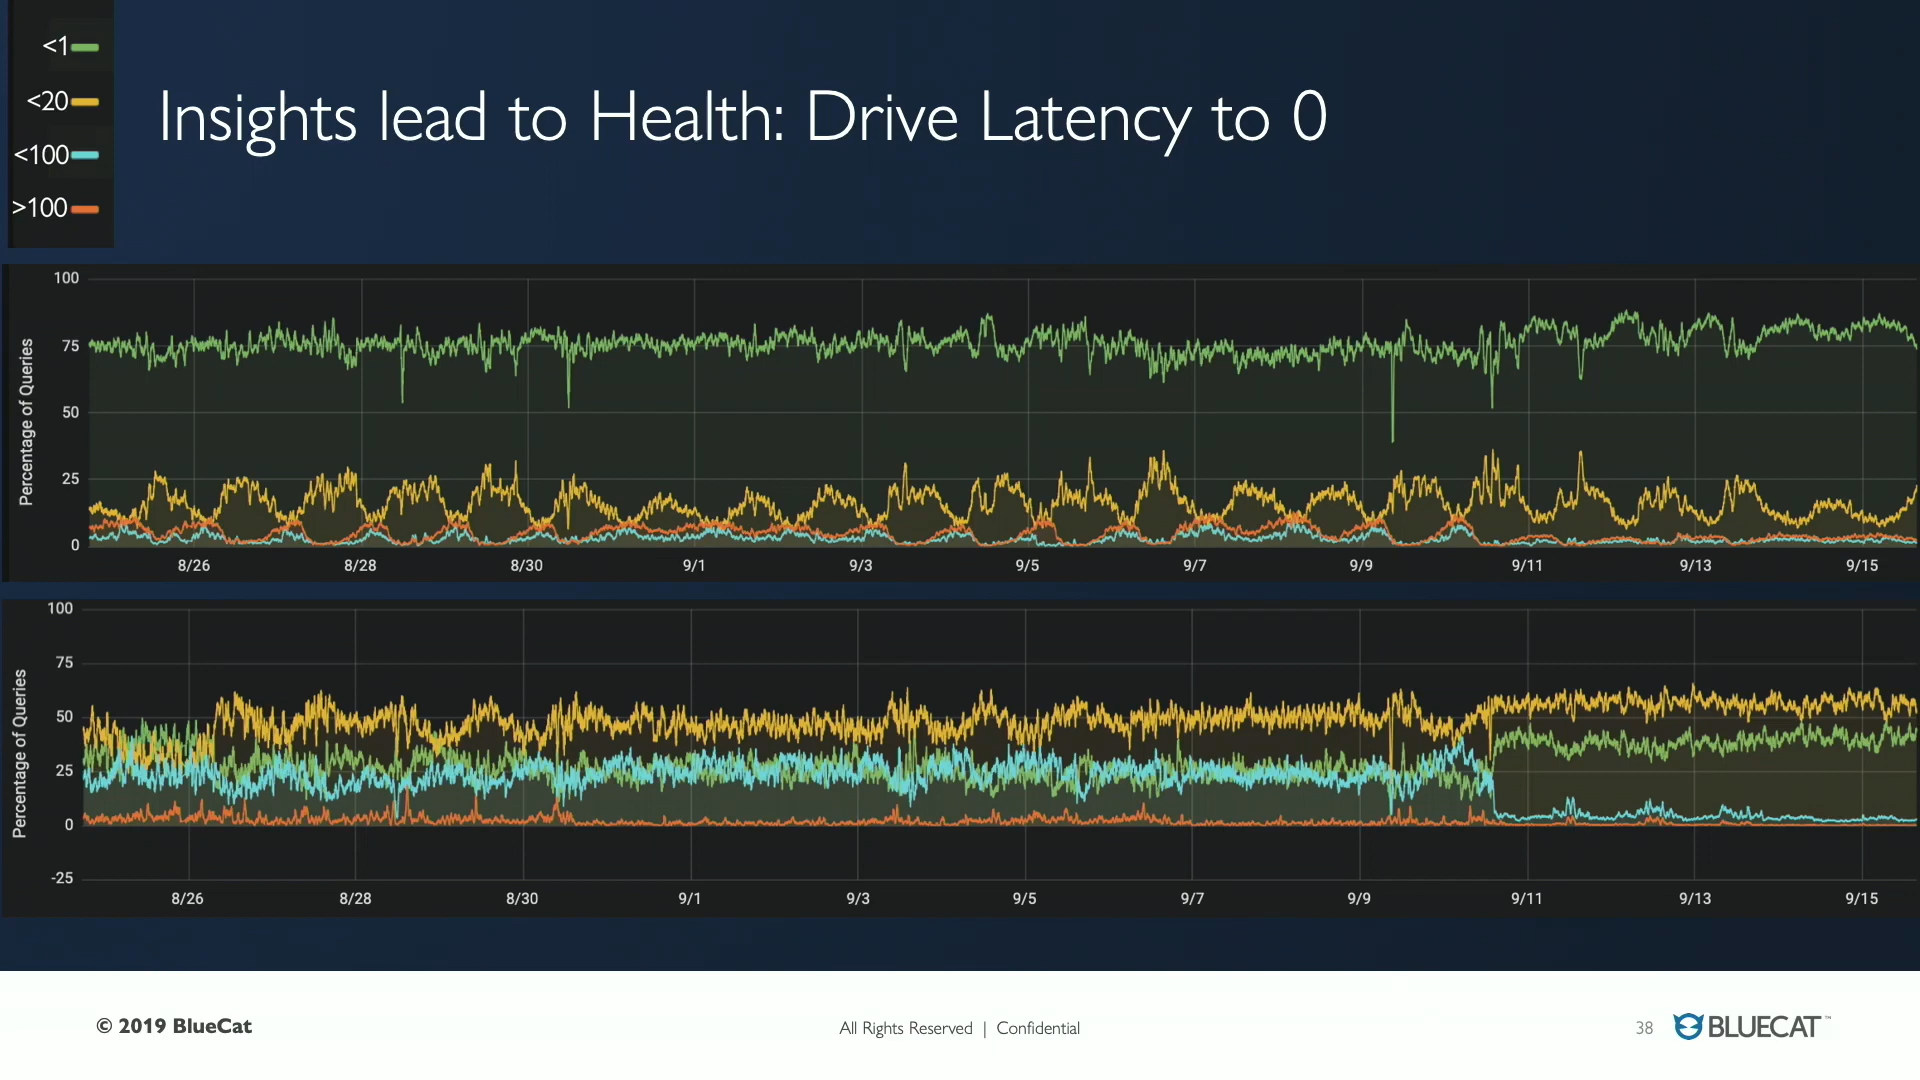 <1
<20
<100
>100
Insights lead to Health: Drive Latency to 0
Percentage of Queries
100
75
50
25
0
8/26 8/28 8/30 9/1 9/3 9/5 9/7 9/9 9/11 9/13 9/15
Percentage of Queries
100
75
50
25
0
-25
8/26 8/28 8/30 9/1 9/3 9/5 9/7 9/9 9/11 9/13 9/15
© 2019 BlueCat
All Rights Reserved | Confidential
38
BLUECAT™